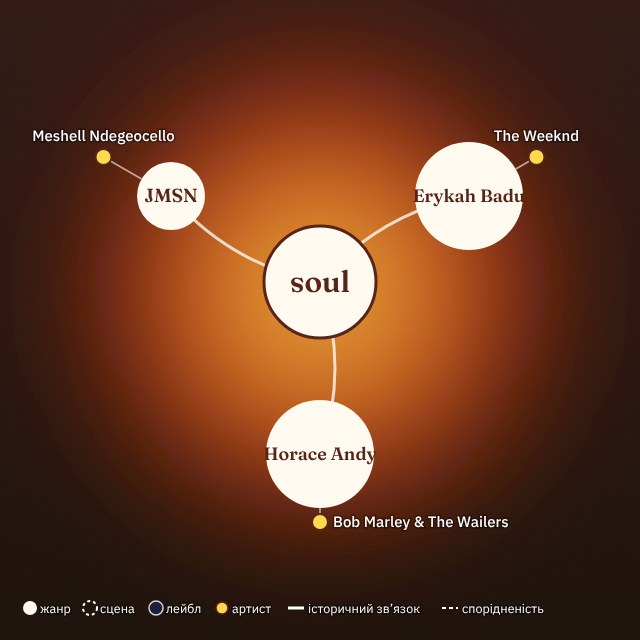 Meshell Ndegeocello
The Weeknd
JMSN
Erykah Badu
soul
Horace Andy
Bob Marley & The Wailers
жанр сцена лейбл артист історичний зв’язок спорідненість